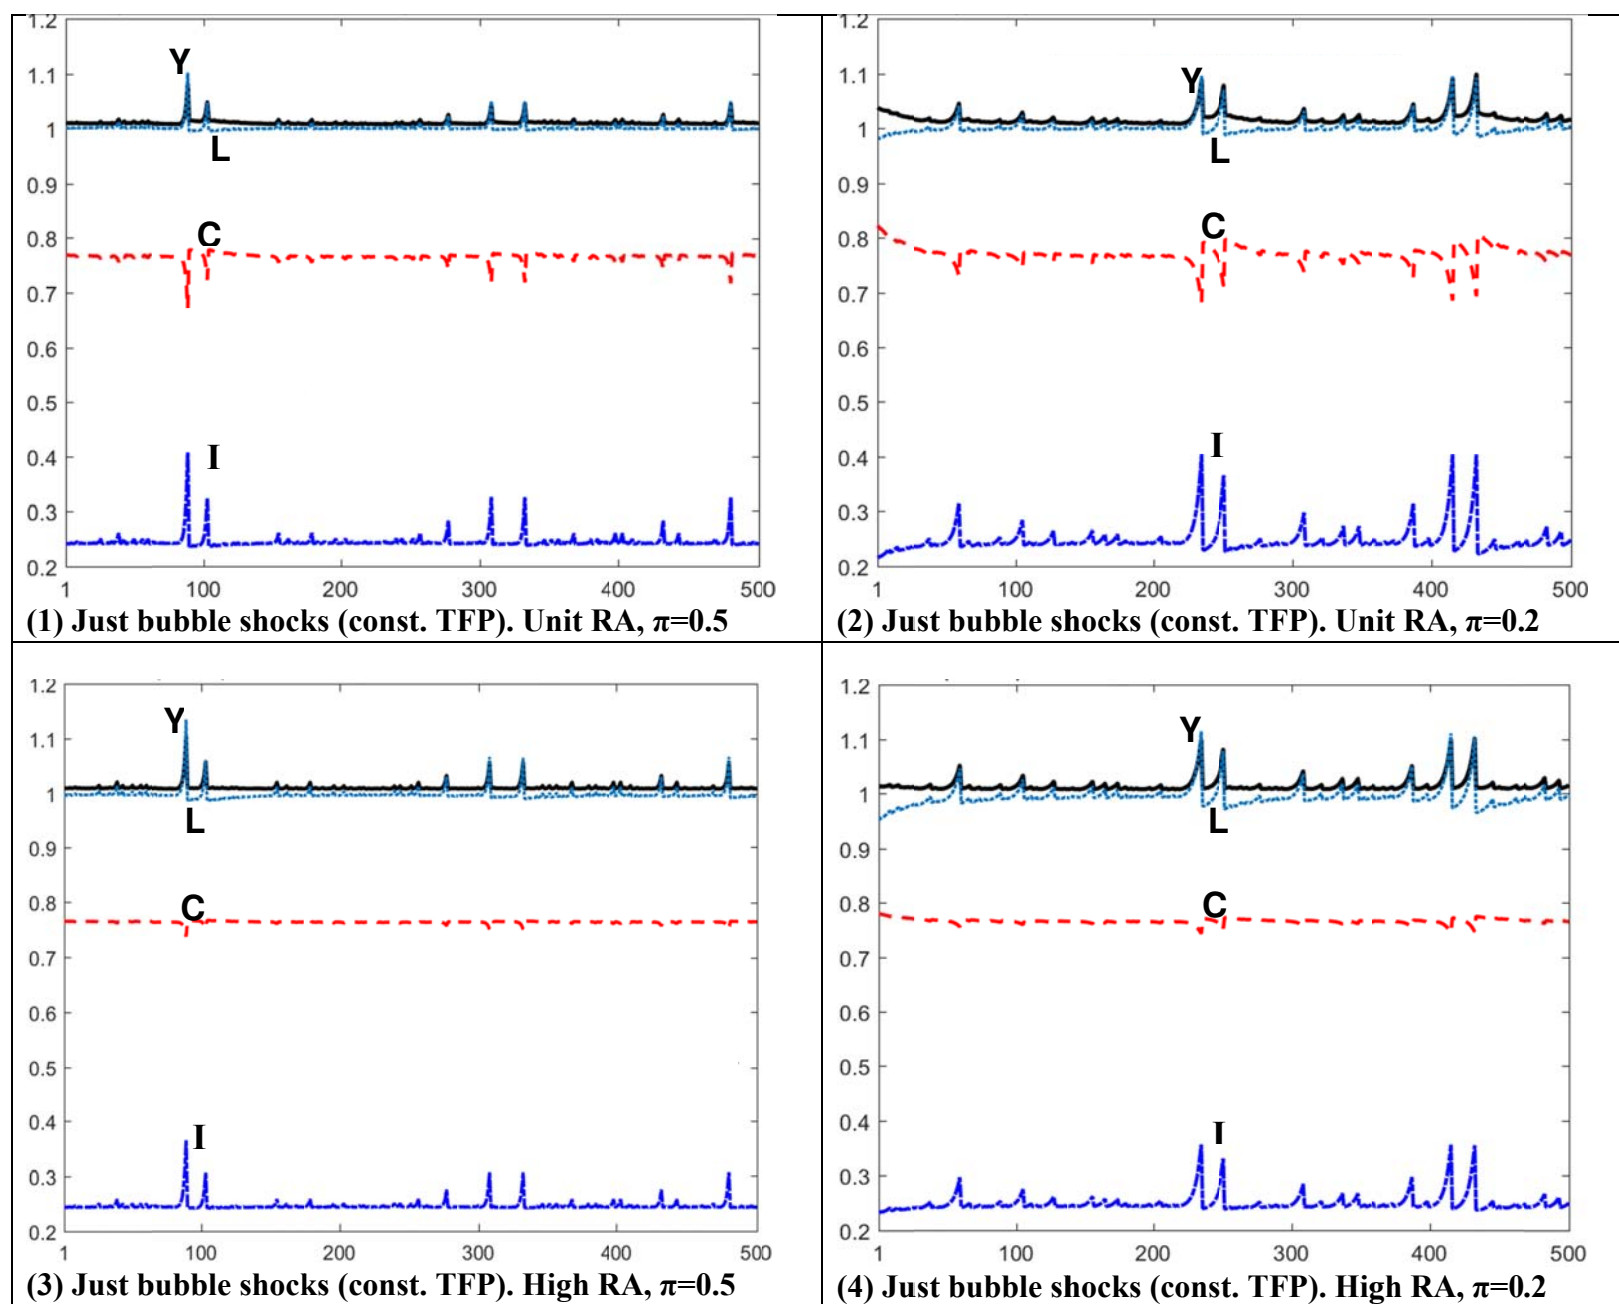 1.2
1.1
1
0.9
0.8
0.7
0.6
0.5
0.4
0.3
0.2
Y
L
C
I
1 100 200 300 400 500
(1) Just bubble shocks (const. TFP). Unit RA, π=0.5
1.2
1.1
1
0.9
0.8
0.7
0.6
0.5
0.4
0.3
0.2
Y
L
C
I
1 100 200 300 400 500
(2) Just bubble shocks (const. TFP). Unit RA, π=0.2
1.2
1.1
1
0.9
0.8
0.7
0.6
0.5
0.4
0.3
0.2
Y
L
C
I
1 100 200 300 400 500
(3) Just bubble shocks (const. TFP). High RA, π=0.5
1.2
1.1
1
0.9
0.8
0.7
0.6
0.5
0.4
0.3
0.2
Y
L
C
I
1 100 200 300 400 500
(4) Just bubble shocks (const. TFP). High RA, π=0.2